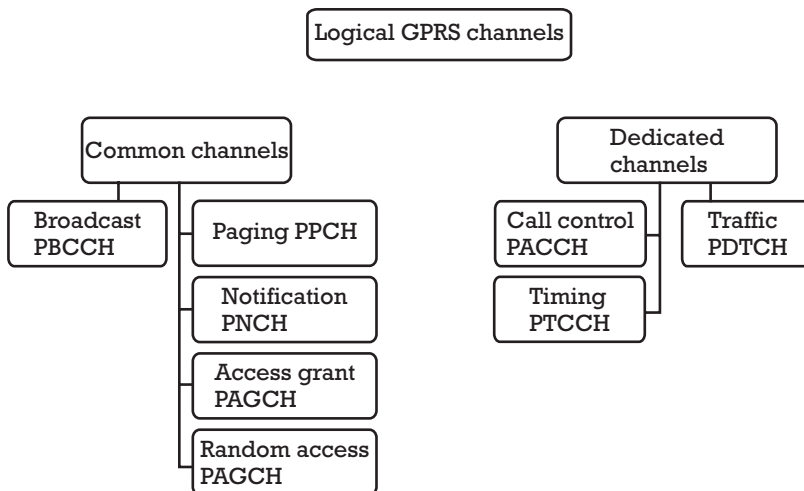 Logical GPRS channels
Common channels
Broadcast
PBCCH
Paging PPCH
Notification
PNCH
Access grant
PAGCH
Random access
PAGCH
Dedicated
channels
Call control
PACCH
Traffic
PDTCH
Timing
PTCCH